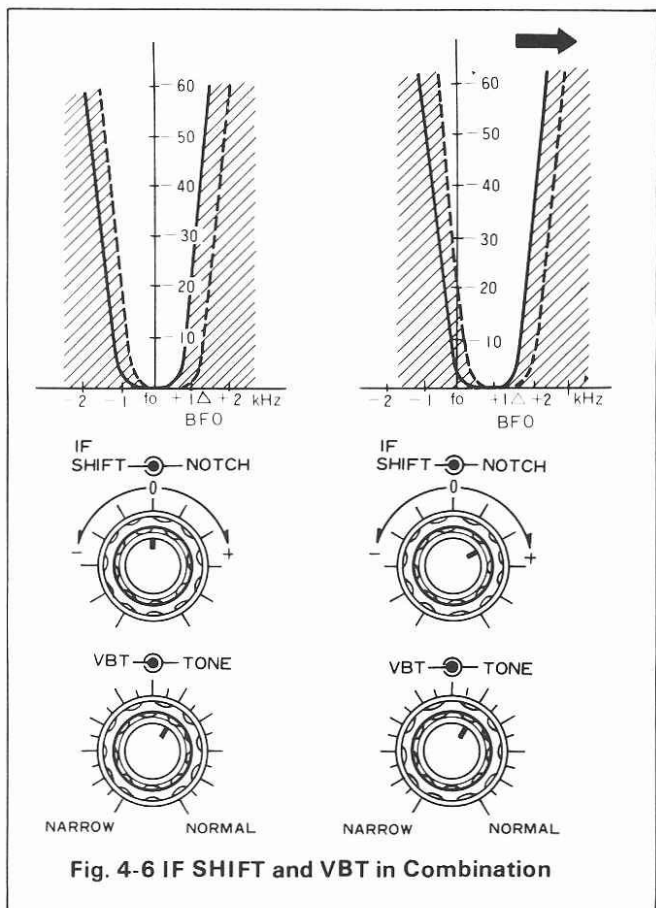 -60
-50
-40
-30
-20
-10
-2 -1 fo +1 Δ +2 kHz
BFO
IF
SHIFT NOTCH
0
- +
VBT TONE
NARROW NORMAL
-60
-50
-40
-30
-20
-10
-2 -1 fo +1 Δ +2 kHz
BFO
IF
SHIFT NOTCH
0
- +
VBT TONE
NARROW NORMAL
Fig. 4-6 IF SHIFT and VBT in Combination